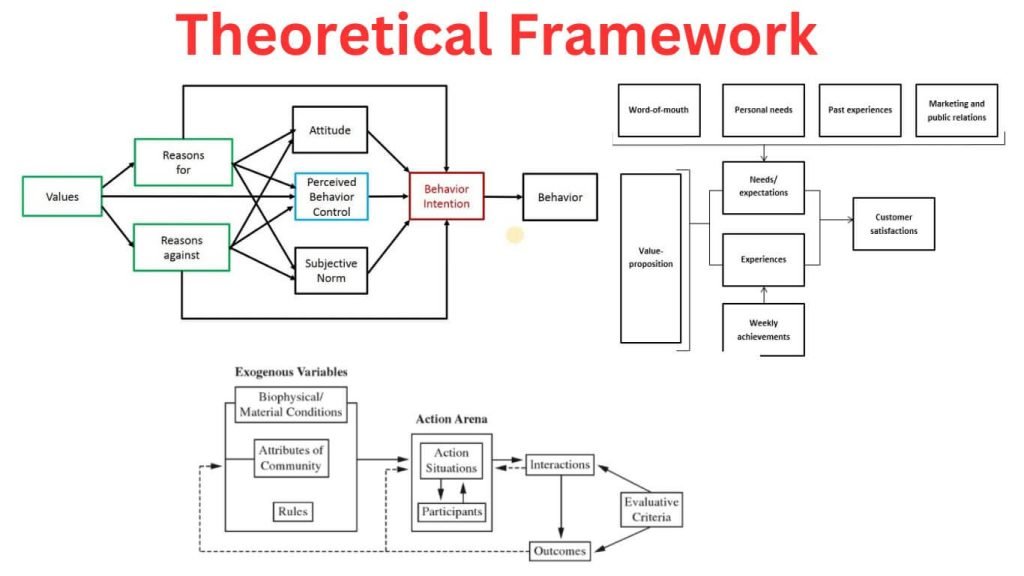 Theoretical Framework
Values
Reasons
for
Reasons
against
Attitude
Perceived
Behavior
Control
Subjective
Norm
Behavior
Intention
Behavior
Word-of-mouth
Personal needs
Past experiences
Marketing and
public relations
Value-
proposition
Needs/
expectations
Experiences
Weekly
achievements
Customer
satisfactions
Exogenous Variables
Biophysical/
Material Conditions
Attributes of
Community
Rules
Action Arena
Action
Situations
Participants
Interactions
Outcomes
Evaluative
Criteria